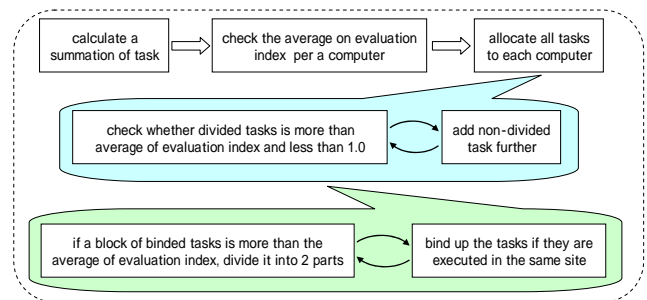 calculate a
summation of task
check the average on evaluation
index per a computer
allocate all tasks
to each computer
check whether divided tasks is more than
average of evaluation index and less than 1.0
add non-divided
task further
if a block of binded tasks is more than the
average of evaluation index, divide it into 2 parts
bind up the tasks if they are
executed in the same site